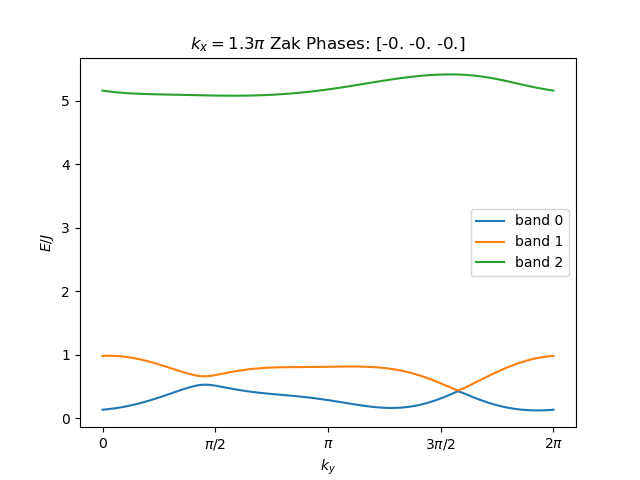 $k_x = 1.3\pi$ Zak Phases: [-0. -0. -0.]
E/J
5
4
3
2
1
0
band 0
band 1
band 2
0
π/2
π
3π/2
2π
$k_y$